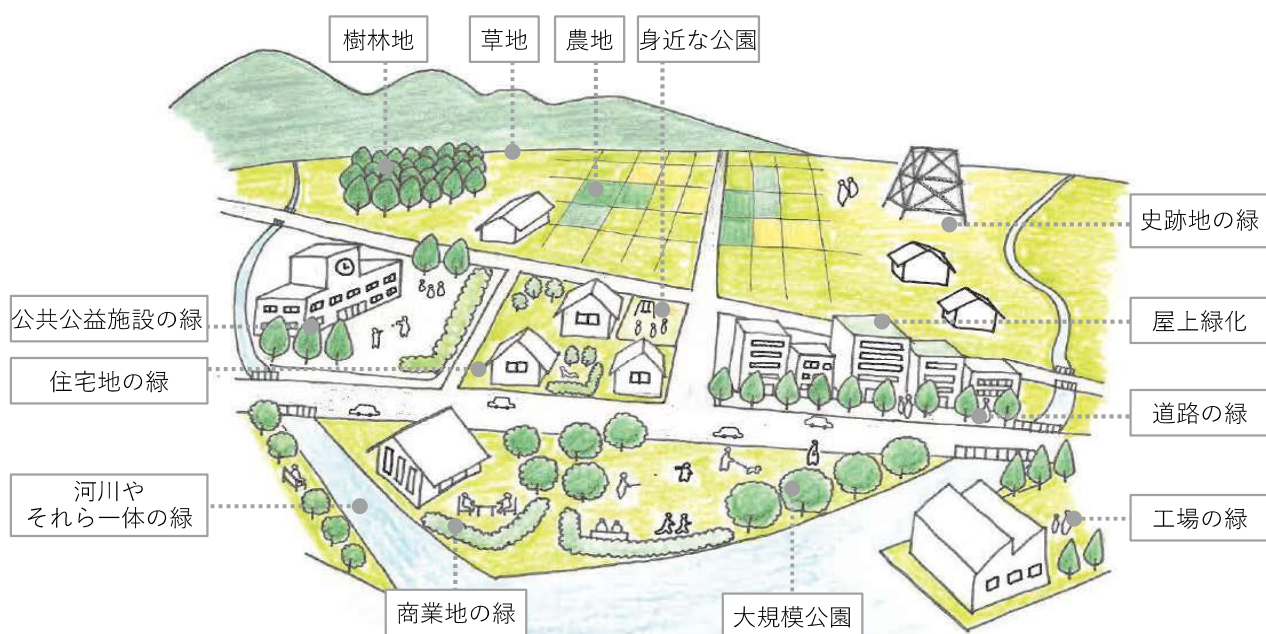 樹林地
草地
農地
身近な公園
史跡地の緑
公共公益施設の緑
屋上緑化
住宅地の緑
道路の緑
河川や
それら一体の緑
工場の緑
商業地の緑
大規模公園